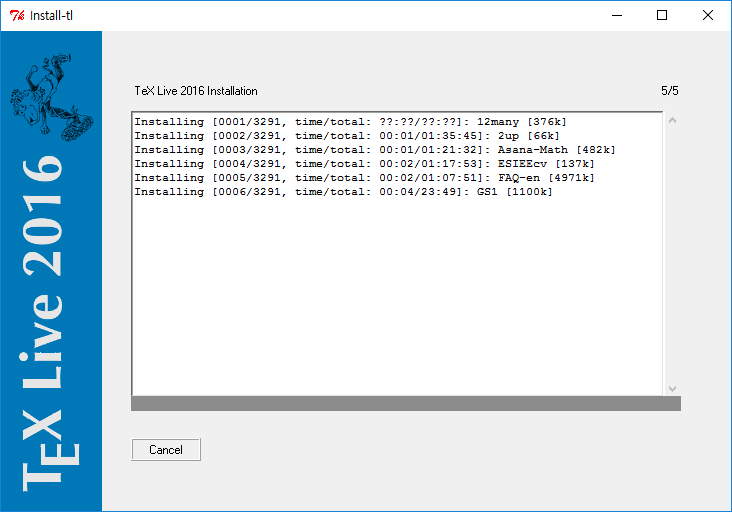 Install-tl
TeX Live 2016
TeX Live 2016 Installation 5/5
Installing [0001/3291, time/total: ??:??/??:??]: 12many [376k]
Installing [0002/3291, time/total: 00:01/01:35:45]: 2up [66k]
Installing [0003/3291, time/total: 00:01/01:21:32]: Asana-Math [482k]
Installing [0004/3291, time/total: 00:02/01:17:53]: ESIEEcv [137k]
Installing [0005/3291, time/total: 00:02/01:07:51]: FAQ-en [4971k]
Installing [0006/3291, time/total: 00:04/23:49]: GS1 [1100k]
Cancel